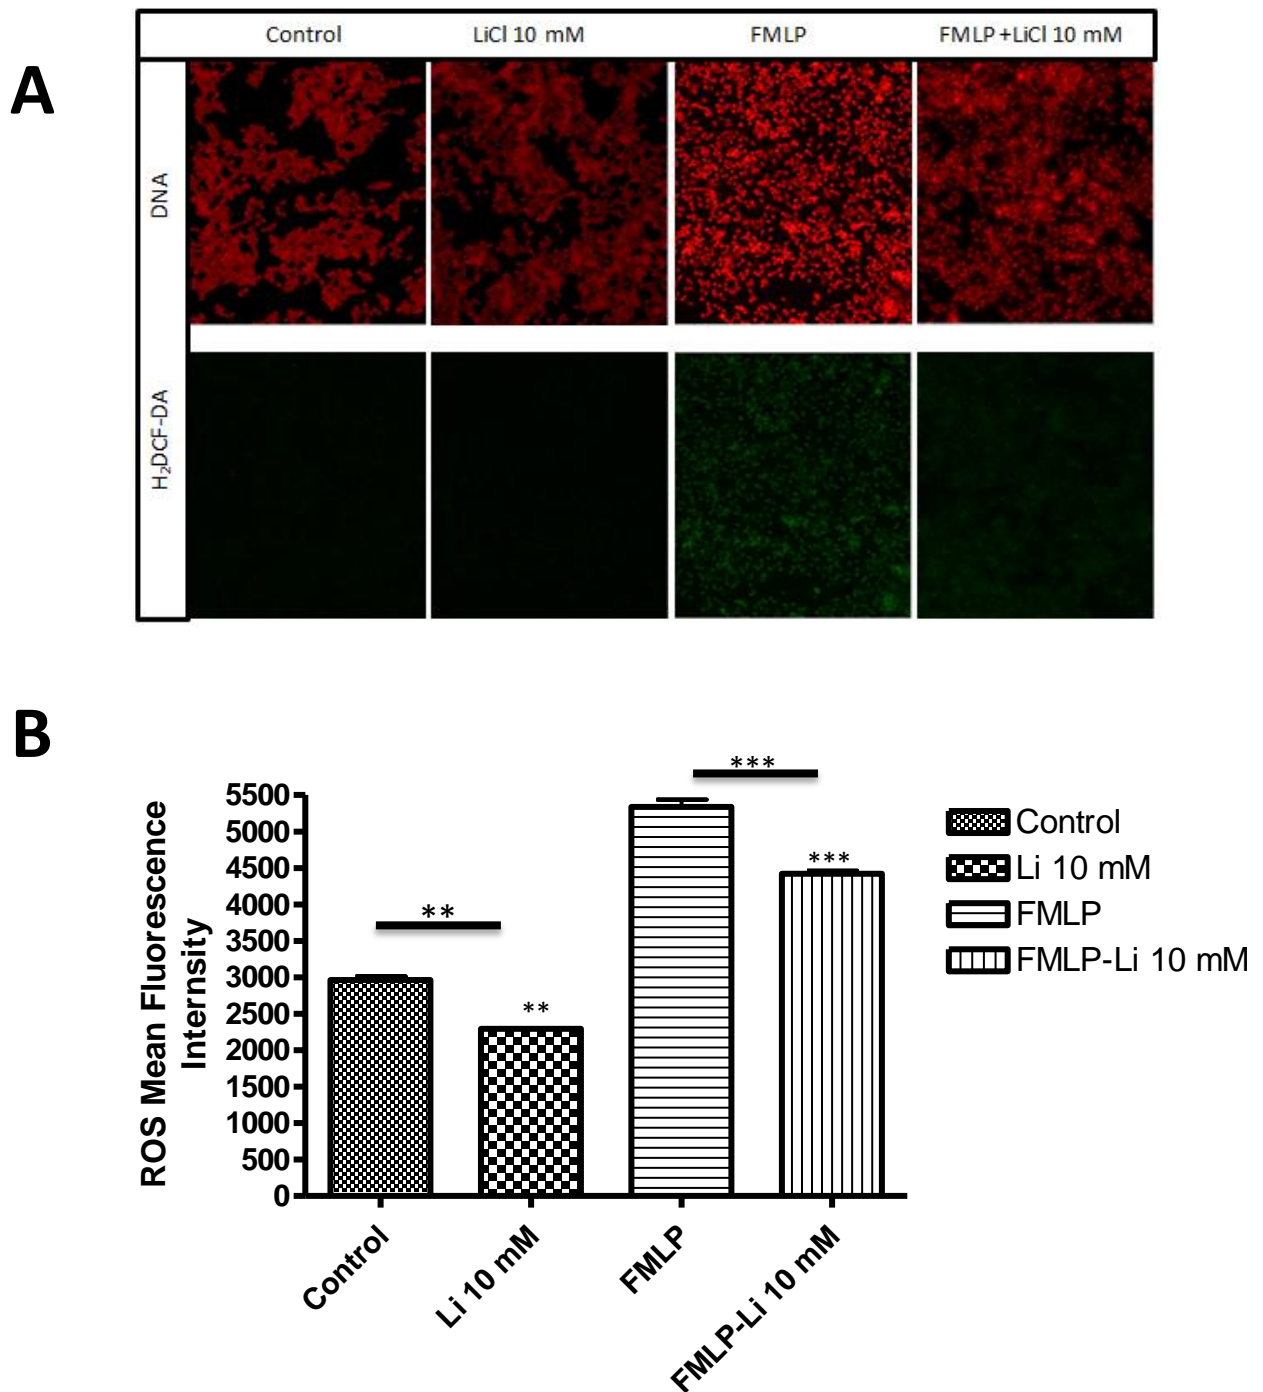 A
Control LiCl 10 mM FMLP FMLP +LiCl 10 mM
DNA
H₂DCF-DA
B
ROS Mean Fluorescence
Internsity
5500
5000
4500
4000
3500
3000
2500
2000
1500
1000
500
0
**
**
***
***
Control
Li 10 mM
FMLP
FMLP-Li 10 mM
Control
Li 10 mM
FMLP
FMLP-Li 10 mM